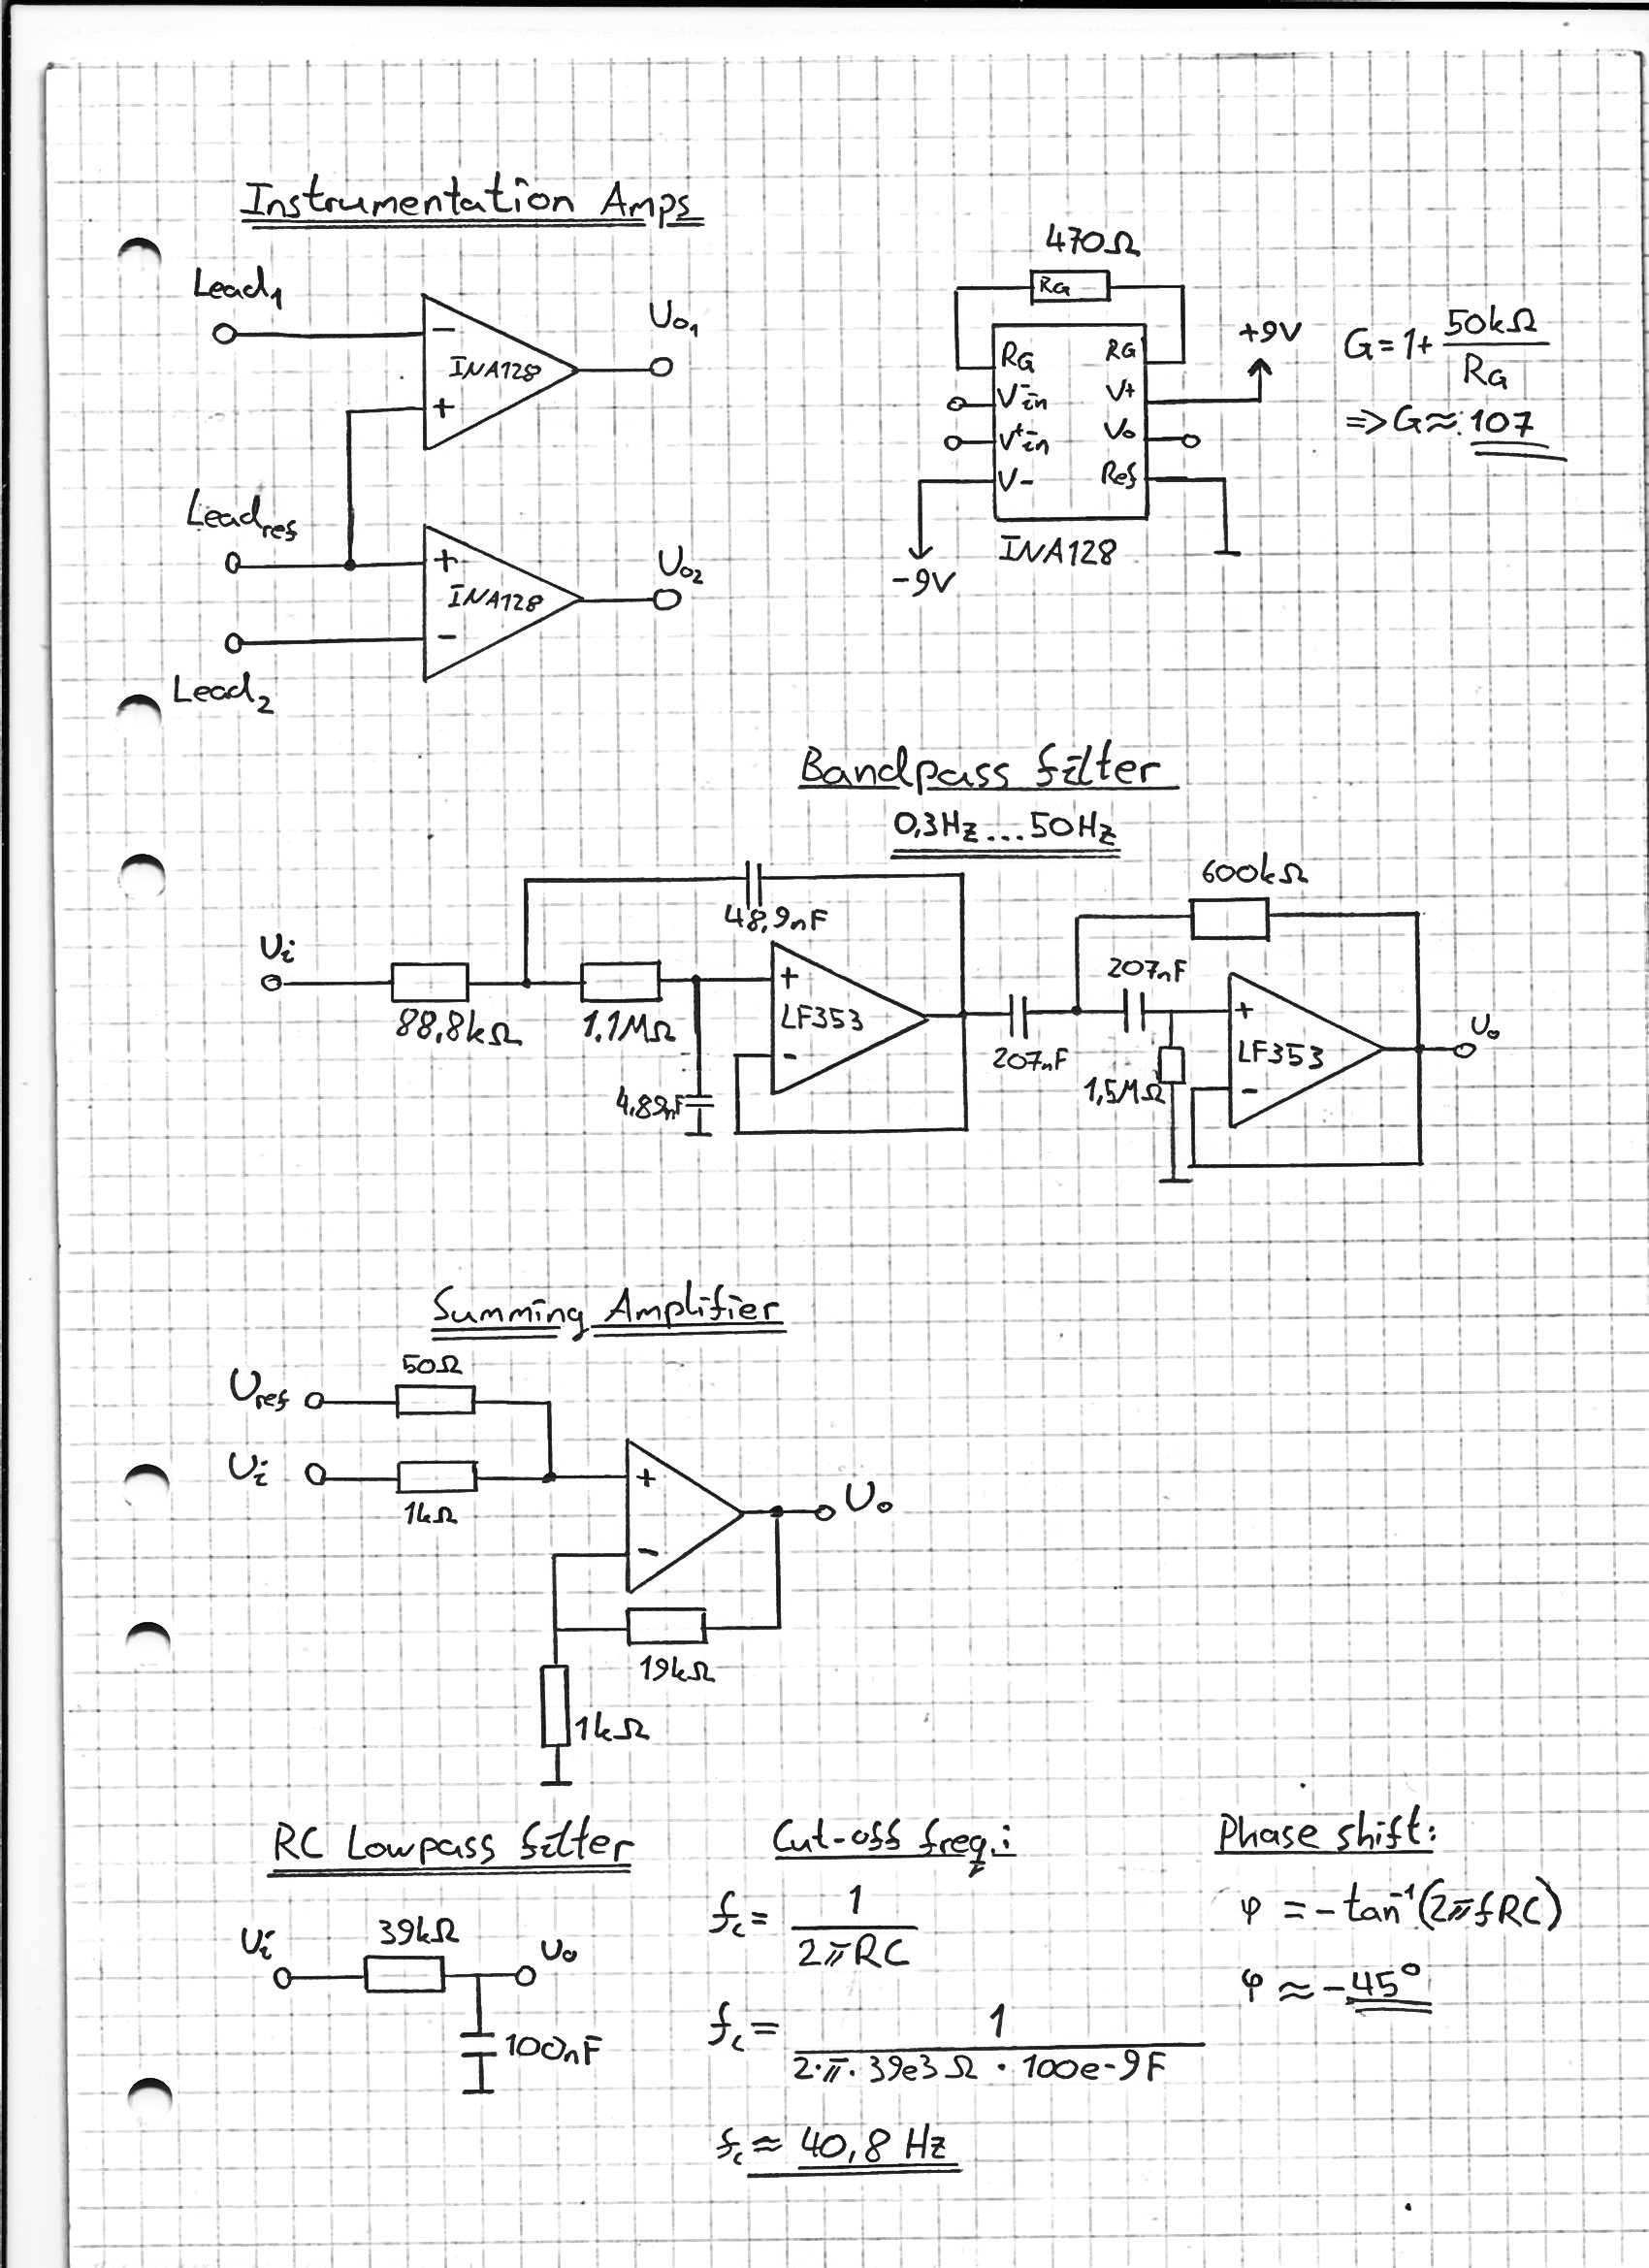 Instrumentation Amps
Lead₁
−
INA128
+
Uo₁
Lead_ref
+
INA128
−
Uo₂
Lead₂
470Ω
RG
RG
RG
V⁻in
V+
V⁺in
Vo
V-
Ref
+9V
-9V
INA128
G = 1 + 50kΩ / RG
=> G ≈ 107
Bandpass filter
0,3Hz...50Hz
Ui
88.8kΩ
1.1MΩ
48,9nF
4,89nF
+
LF353
-
207nF
207nF
600kΩ
1,5MΩ
+
LF353
-
Uo
Summing Amplifier
Uref
50Ω
Ui
1kΩ
+
−
Uo
19kΩ
1kΩ
RC Lowpass filter
Ui
39kΩ
Uo
100nF
Cut-off freq.:
fc = 1 / 2πRC
fc = 1 / 2·π·39e3Ω · 100e-9F
fc ≈ 40,8 Hz
Phase shift:
φ = -tan⁻¹(2πfRC)
φ ≈ -45°